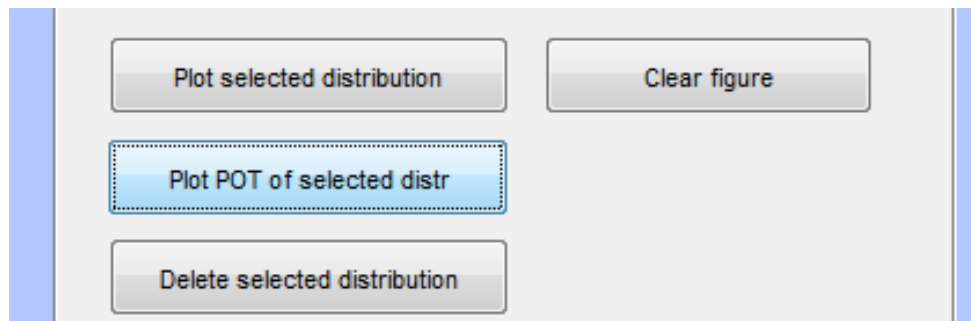 Plot selected distribution
Clear figure
Plot POT of selected distr
Delete selected distribution